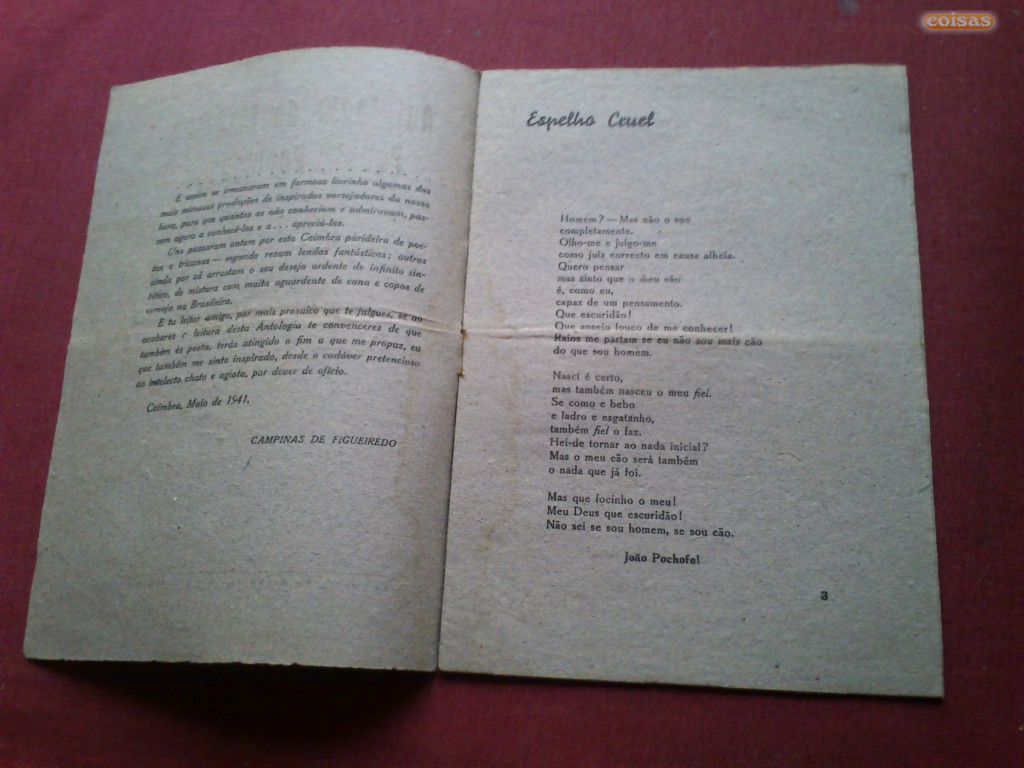 coisas
E assim se irmanaram em formoso livrinho algumas das
mais mimosas produções de inspirados versejadores da nossa
hora, para que quantos as não conheciam e admiravam, pos-
sam agora a conhecê-los e a... apreciá-los.
Uns passaram ontem por esta Coimbra parideira de poe-
tas e tricanas — segundo rezam lendas fantásticas; outros
ainda por cá arrastam o seu desejo ardente de infinito sin-
titum, de mistura com muita aguardente de cana e copos de
cerveja na Brasileira.
E tu leitor amigo, por mais prosaico que te julgues, se ao
acabares a leitura desta Antologia te convenceres de que
também és poeta, terás atingido o fim a que me propuz, eu
que também me sinto inspirado, desde o cadáver pretencioso
ao intelecto chato e agiota, por dever de ofício.
Coimbra, Maio de 1941.
CAMPINAS DE FIGUEIREDO
Espelho Cruel
Homem? — Mas não o sou
completamente.
Olho-me e julgo-me
como juiz correcto em causa alheia.
Quero pensar
mas sinto que o meu cão
é, como eu,
capaz de um pensamento.
Que escuridão!
Que anseio louco de me conhecer!
Raios me partam se eu não sou mais cão
do que sou homem.
Nasci é certo,
mas também nasceu o meu fiel.
Se como e bebo
e ladro e esgatanho,
também fiel o faz.
Hei-de tornar ao nada inicial?
Mas o meu cão será também
o nada que já foi.
Mas que focinho o meu!
Meu Deus que escuridão!
Não sei se sou homem, se sou cão.
João Pochofel
3